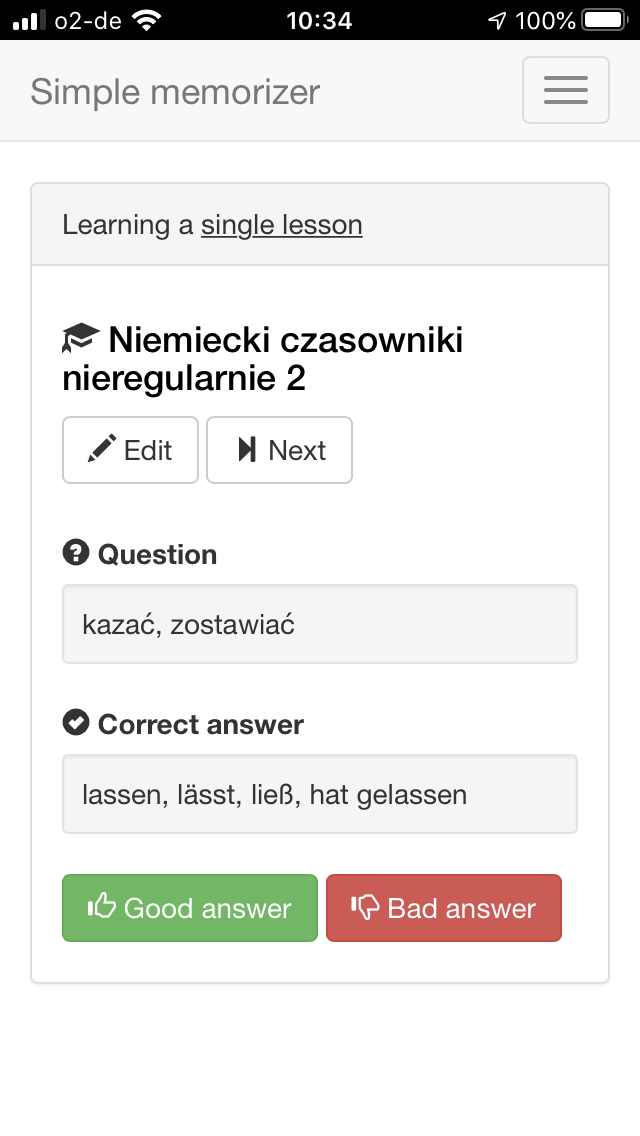 o2-de 10:34 100%
Simple memorizer
Learning a single lesson
Niemiecki czasowniki
nieregularnie 2
Edit Next
Question
kazać, zostawiać
Correct answer
lassen, lässt, ließ, hat gelassen
Good answer Bad answer